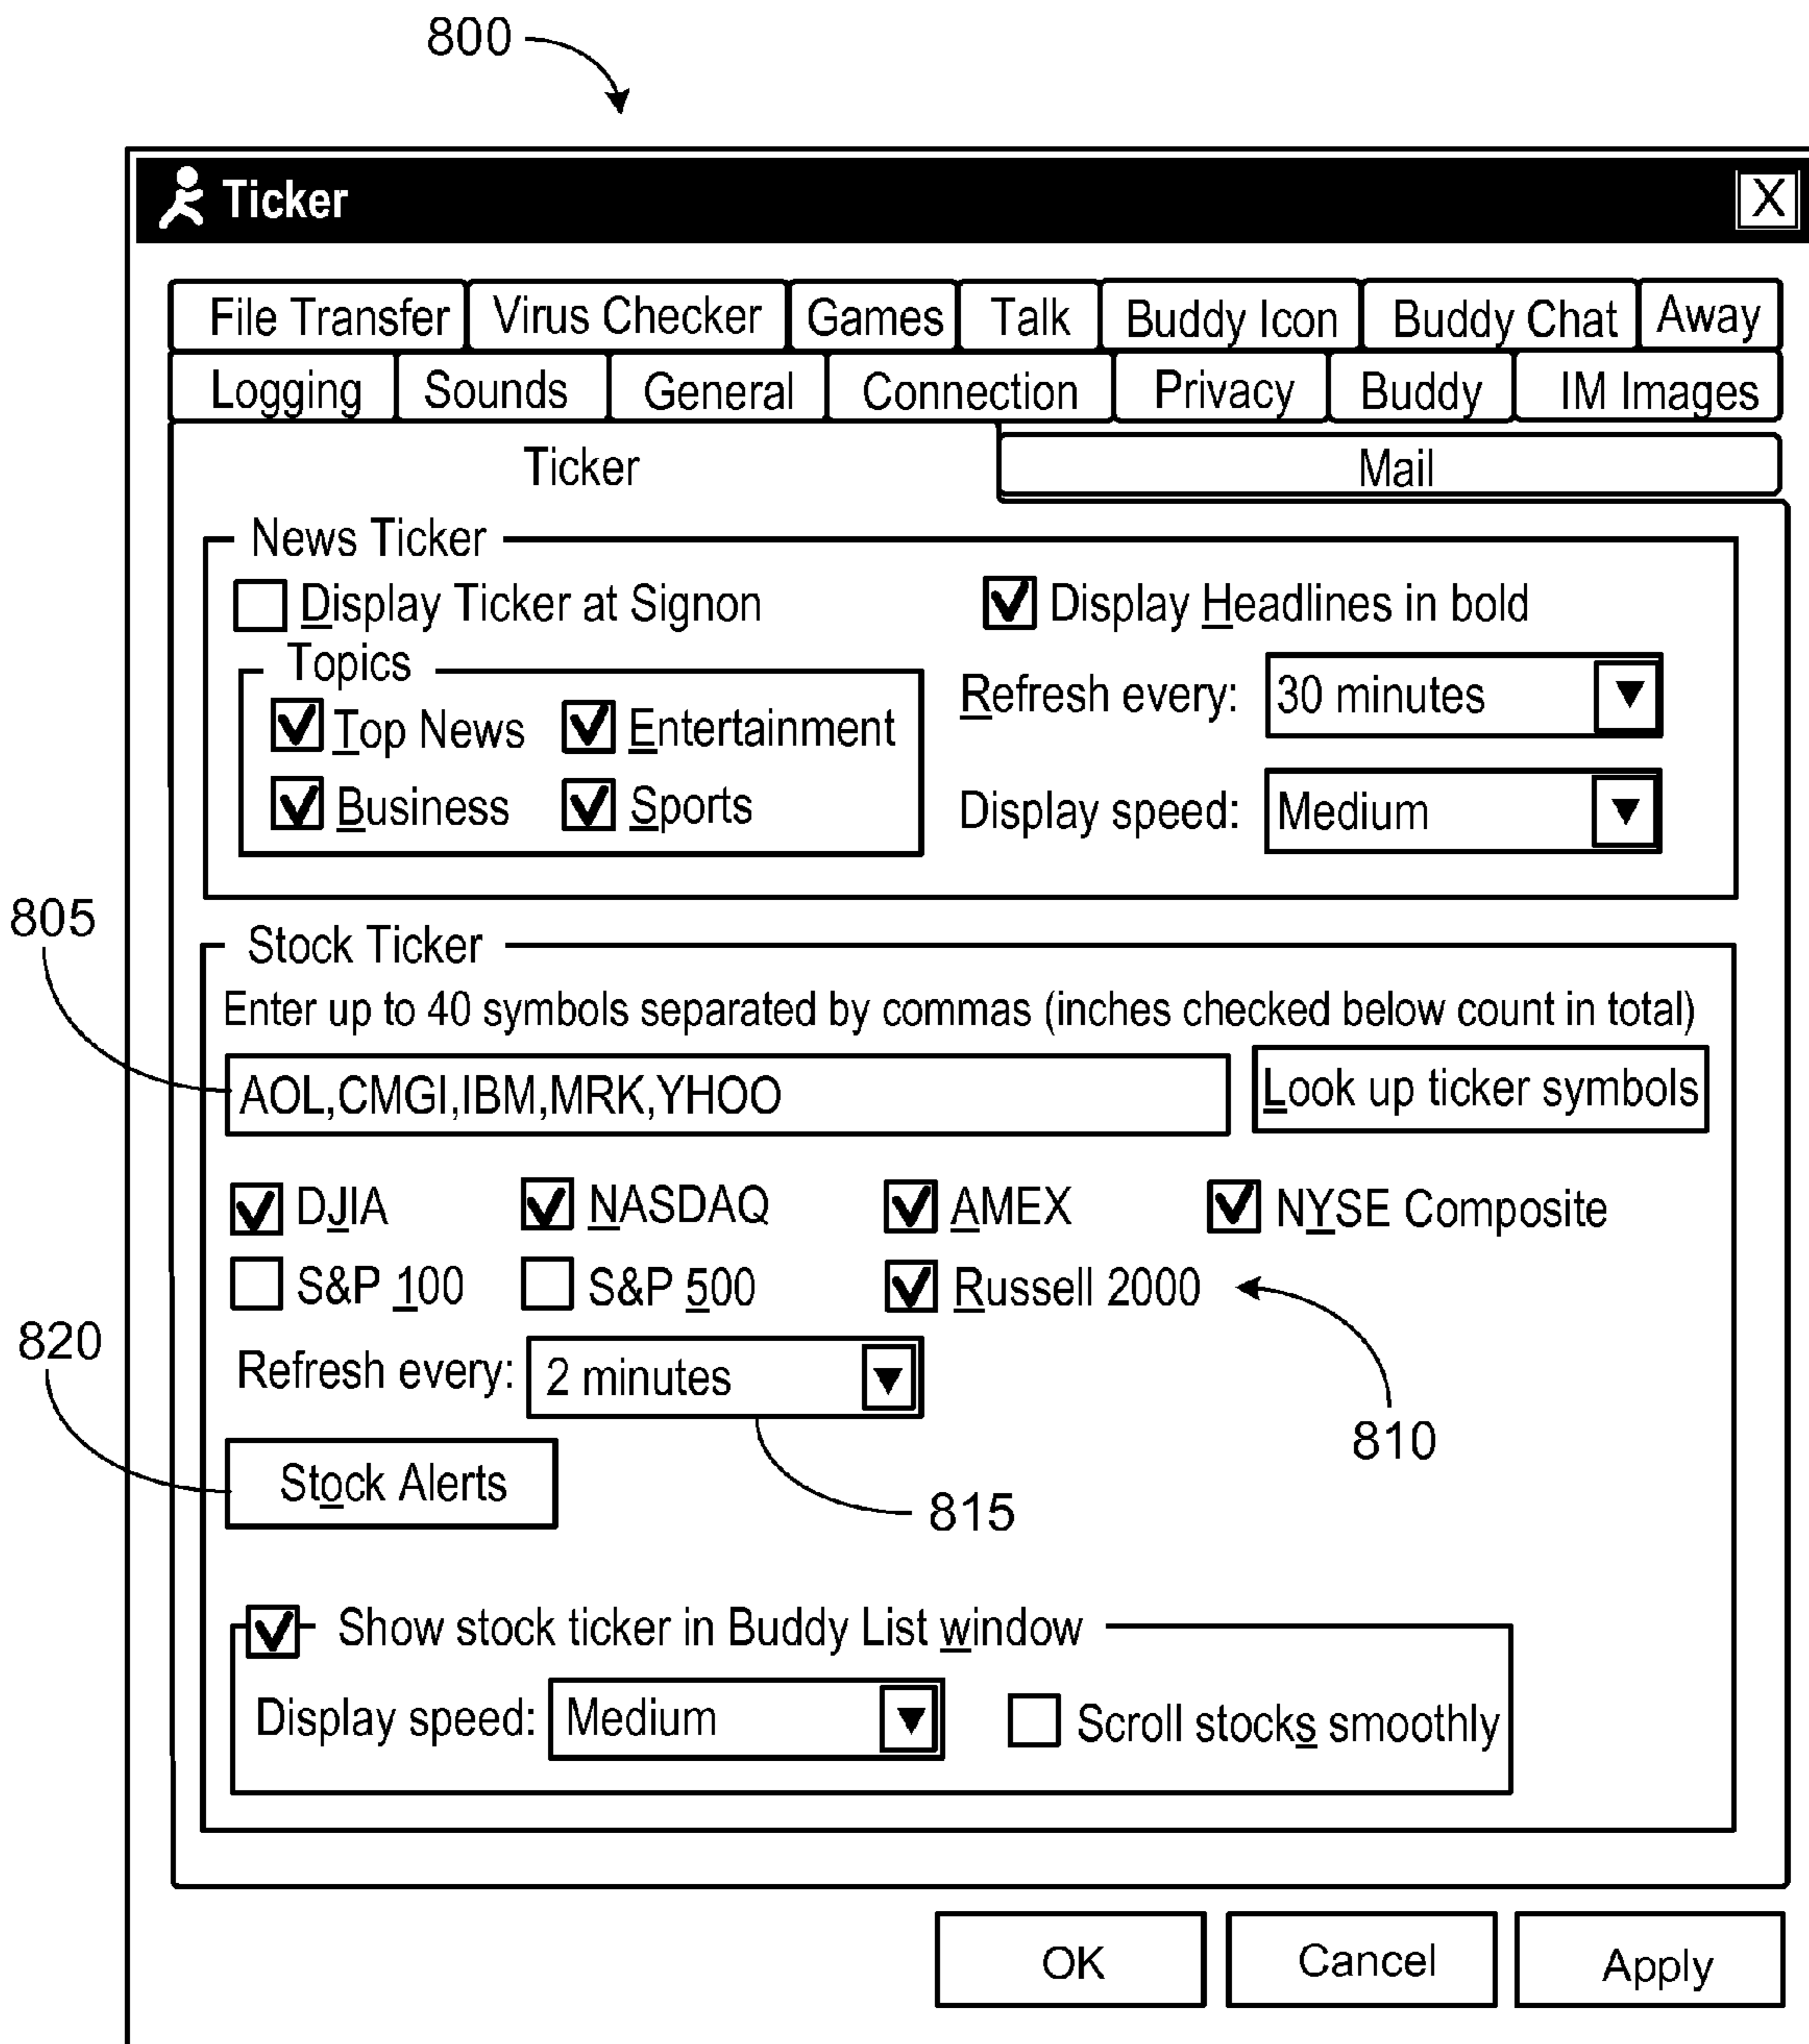 800
Ticker X
File Transfer Virus Checker Games Talk Buddy Icon Buddy Chat Away
Logging Sounds General Connection Privacy Buddy IM Images
Ticker Mail
News Ticker
Display Ticker at Signon Display Headlines in bold
Topics
Top News Entertainment Refresh every: 30 minutes
Business Sports Display speed: Medium
805
Stock Ticker
Enter up to 40 symbols separated by commas (inches checked below count in total)
AOL,CMGI,IBM,MRK,YHOO Look up ticker symbols
DJIA NASDAQ AMEX NYSE Composite
S&P 100 S&P 500 Russell 2000
820
Refresh every: 2 minutes
810
Stock Alerts
815
Show stock ticker in Buddy List window
Display speed: Medium Scroll stocks smoothly
OK Cancel Apply